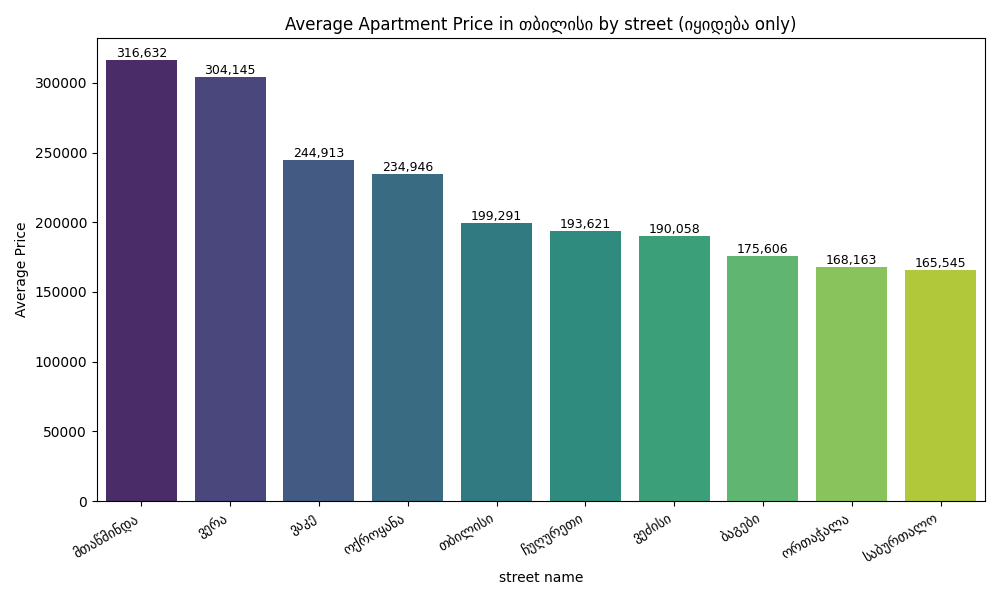 Average Apartment Price in თბილისი by street (იყიდება only)
316,632
304,145
244,913
234,946
199,291
193,621
190,058
175,606
168,163
165,545
Average Price
300000
250000
200000
150000
100000
50000
0
მთაწმინდა
ვერა
ვაკე
ოქროყანა
თბილისი
ჩუღურეთი
ვეძისი
ბაგები
ორთაჭალა
საბურთალო
street name